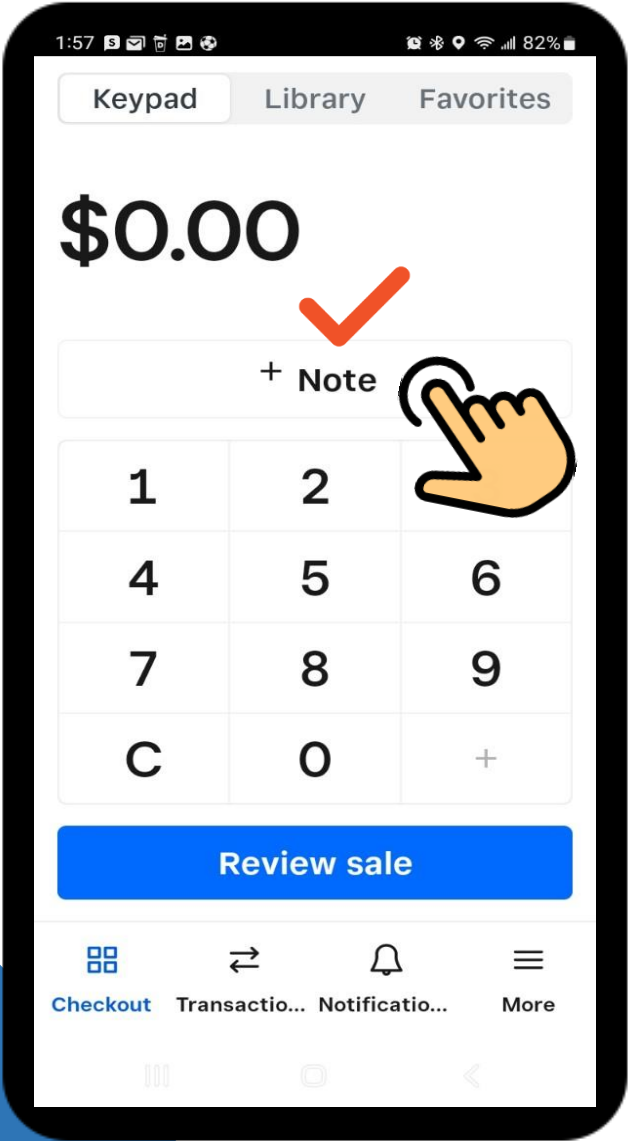 1:57 82%
Keypad Library Favorites
$0.00
+ Note
1 2
4 5 6
7 8 9
C 0 +
Review sale
Checkout Transactio... Notificatio... More